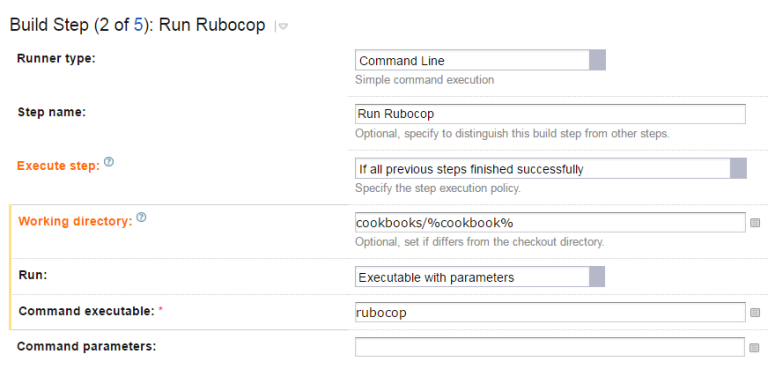 Build Step (2 of 5): Run Rubocop
Runner type:
Command Line
Simple command execution
Step name:
Run Rubocop
Optional, specify to distinguish this build step from other steps.
Execute step:
If all previous steps finished successfully
Specify the step execution policy.
Working directory:
cookbooks/%cookbook%
Optional, set if differs from the checkout directory.
Run:
Executable with parameters
Command executable: *
rubocop
Command parameters: